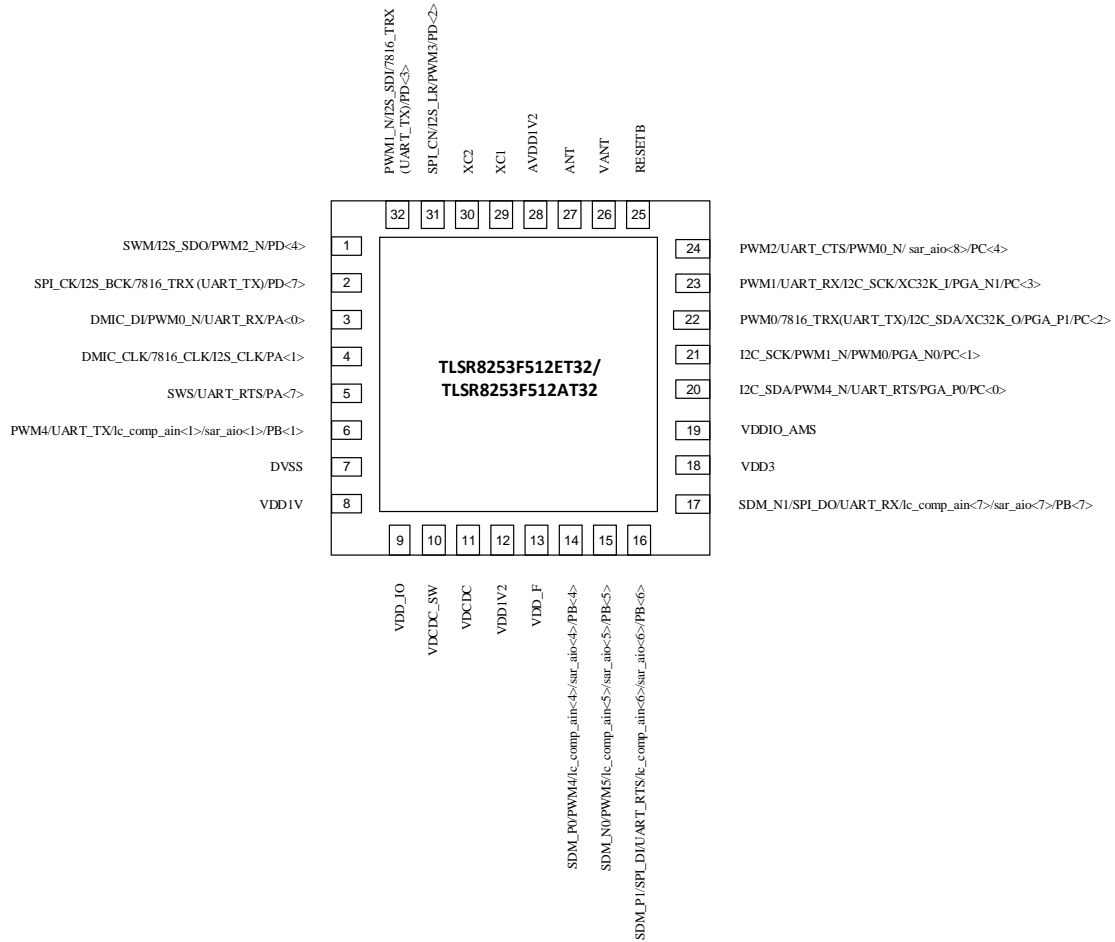 PWM1_N/I2S_SDI/7816_TRX
(UART_TX)/PD<3>
SPI_CN/I2S_LR/PWM3/PD<2>
XC2
XC1
AVDD1V2
ANT
VANT
RESETB
32
31
30
29
28
27
26
25
SWM/I2S_SDO/PWM2_N/PD<4>
1
SPI_CK/I2S_BCK/7816_TRX (UART_TX)/PD<7>
2
DMIC_DI/PWM0_N/UART_RX/PA<0>
3
DMIC_CLK/7816_CLK/I2S_CLK/PA<1>
4
SWS/UART_RTS/PA<7>
5
PWM4/UART_TX/lc_comp_ain<1>/sar_aio<1>/PB<1>
6
DVSS
7
VDD1V
8
TLSR8253F512ET32/
TLSR8253F512AT32
24
PWM2/UART_CTS/PWM0_N/ sar_aio<8>/PC<4>
23
PWM1/UART_RX/I2C_SCK/XC32K_I/PGA_N1/PC<3>
22
PWM0/7816_TRX(UART_TX)/I2C_SDA/XC32K_O/PGA_P1/PC<2>
21
I2C_SCK/PWM1_N/PWM0/PGA_N0/PC<1>
20
I2C_SDA/PWM4_N/UART_RTS/PGA_P0/PC<0>
19
VDDIO_AMS
18
VDD3
17
SDM_N1/SPI_DO/UART_RX/lc_comp_ain<7>/sar_aio<7>/PB<7>
9
10
11
12
13
14
15
16
VDD_IO
VDCDC_SW
VDCDC
VDD1V2
VDD_F
SDM_P0/PWM4/lc_comp_ain<4>/sar_aio<4>/PB<4>
SDM_N0/PWM5/lc_comp_ain<5>/sar_aio<5>/PB<5>
SDM_P1/SPI_DI/UART_RTS/lc_comp_ain<6>/sar_aio<6>/PB<6>